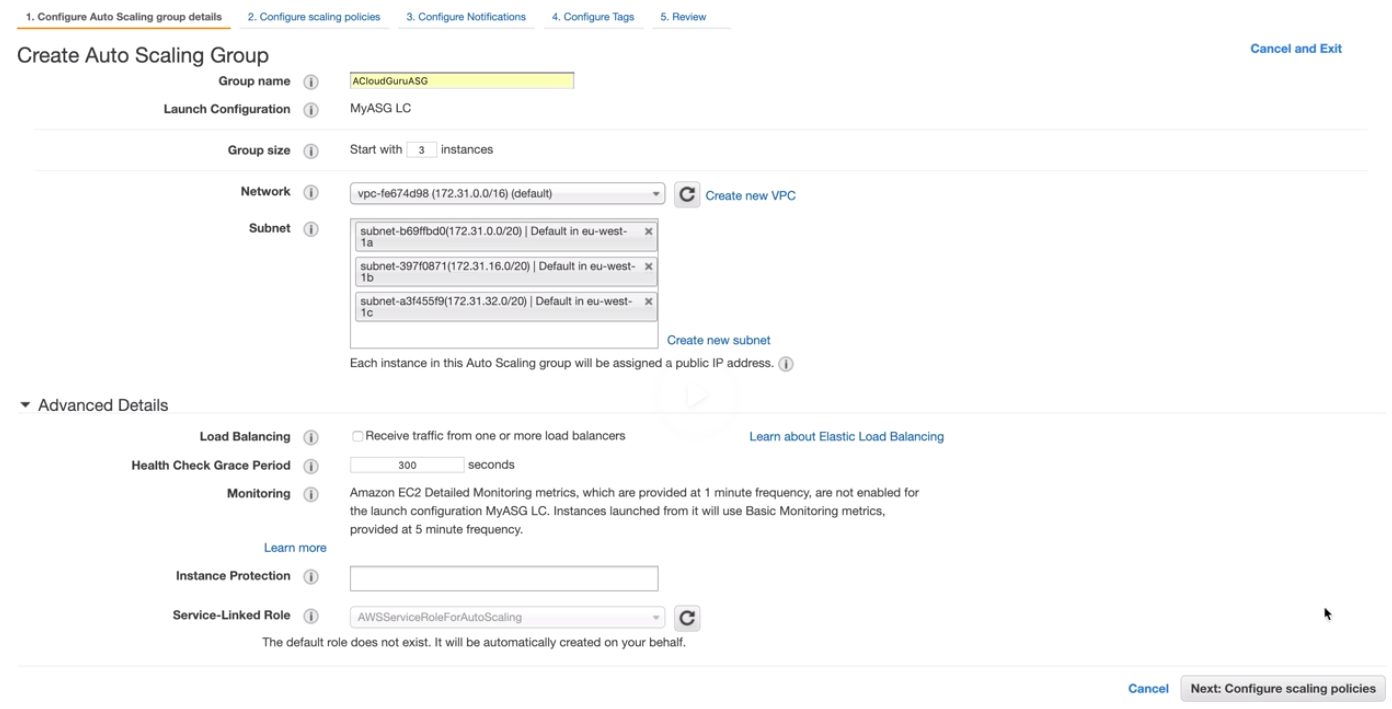 1. Configure Auto Scaling group details 2. Configure scaling policies 3. Configure Notifications 4. Configure Tags 5. Review
Create Auto Scaling Group
Cancel and Exit
Group name ACloudGuruASG
Launch Configuration MyASG LC
Group size Start with 3 instances
Network vpc-fe674d98 (172.31.0.0/16) (default) Create new VPC
Subnet subnet-b69ffbd0(172.31.0.0/20) | Default in eu-west-
1a
subnet-397f0871(172.31.16.0/20) | Default in eu-west-
1b
subnet-a3f455f9(172.31.32.0/20) | Default in eu-west-
1c
Create new subnet
Each instance in this Auto Scaling group will be assigned a public IP address.
Advanced Details
Load Balancing Receive traffic from one or more load balancers Learn about Elastic Load Balancing
Health Check Grace Period 300 seconds
Monitoring Amazon EC2 Detailed Monitoring metrics, which are provided at 1 minute frequency, are not enabled for
the launch configuration MyASG LC. Instances launched from it will use Basic Monitoring metrics,
provided at 5 minute frequency.
Learn more
Instance Protection
Service-Linked Role AWSServiceRoleForAutoScaling
The default role does not exist. It will be automatically created on your behalf.
Cancel Next: Configure scaling policies